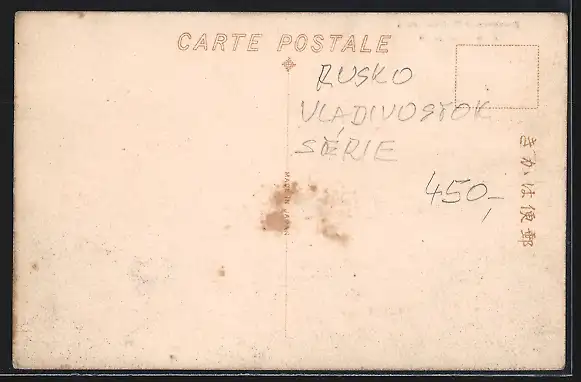 CARTE POSTALE
RUSKO
VLADIVOSTOK
SÉRIE
450,-
MADE IN JAPAN
きかは便郵